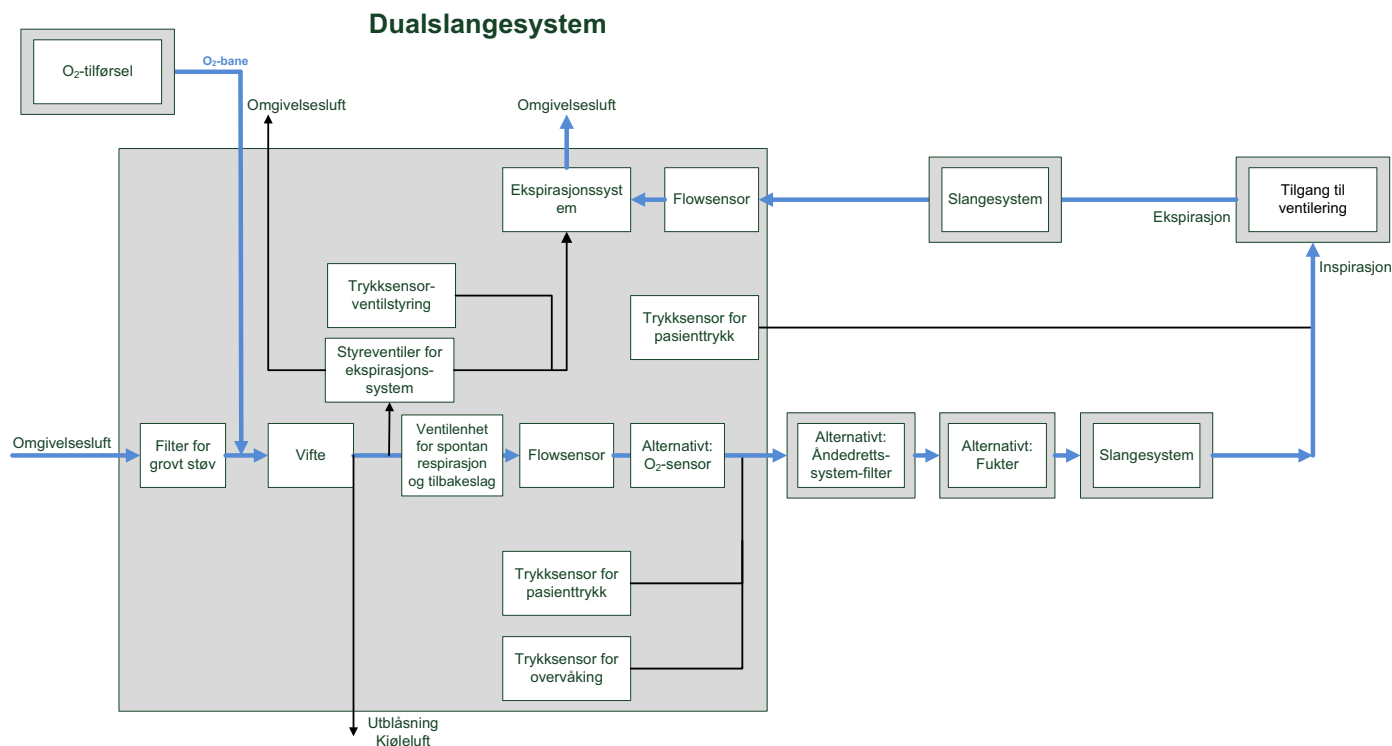 Dualslangesystem
O₂-tilførsel
O₂-bane
Omgivelsesluft
Omgivelsesluft
Ekspirasjonssyst
em
Flowsensor
Slangesystem
Tilgang til
ventilering
Ekspirasjon
Inspirasjon
Trykksensor-
ventilstyring
Trykksensor for
pasienttrykk
Styreventiler for
ekspirasjons-
system
Omgivelsesluft
Filter for
grovt støv
Vifte
Ventilenhet
for spontan
respirasjon
og tilbakeslag
Flowsensor
Alternativt:
O₂-sensor
Alternativt:
Åndedretts-
system-filter
Alternativt:
Fukter
Slangesystem
Trykksensor for
pasienttrykk
Trykksensor for
overvåking
Utblåsning
Kjøleluft